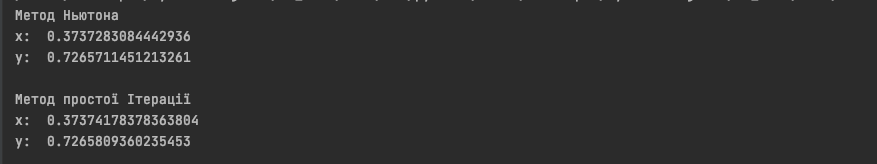 Метод Ньютона
x:  0.3737283084442936
y:  0.7265711451213261
Метод простої Ітерації
x:  0.37374178378363804
y:  0.7265809360235453